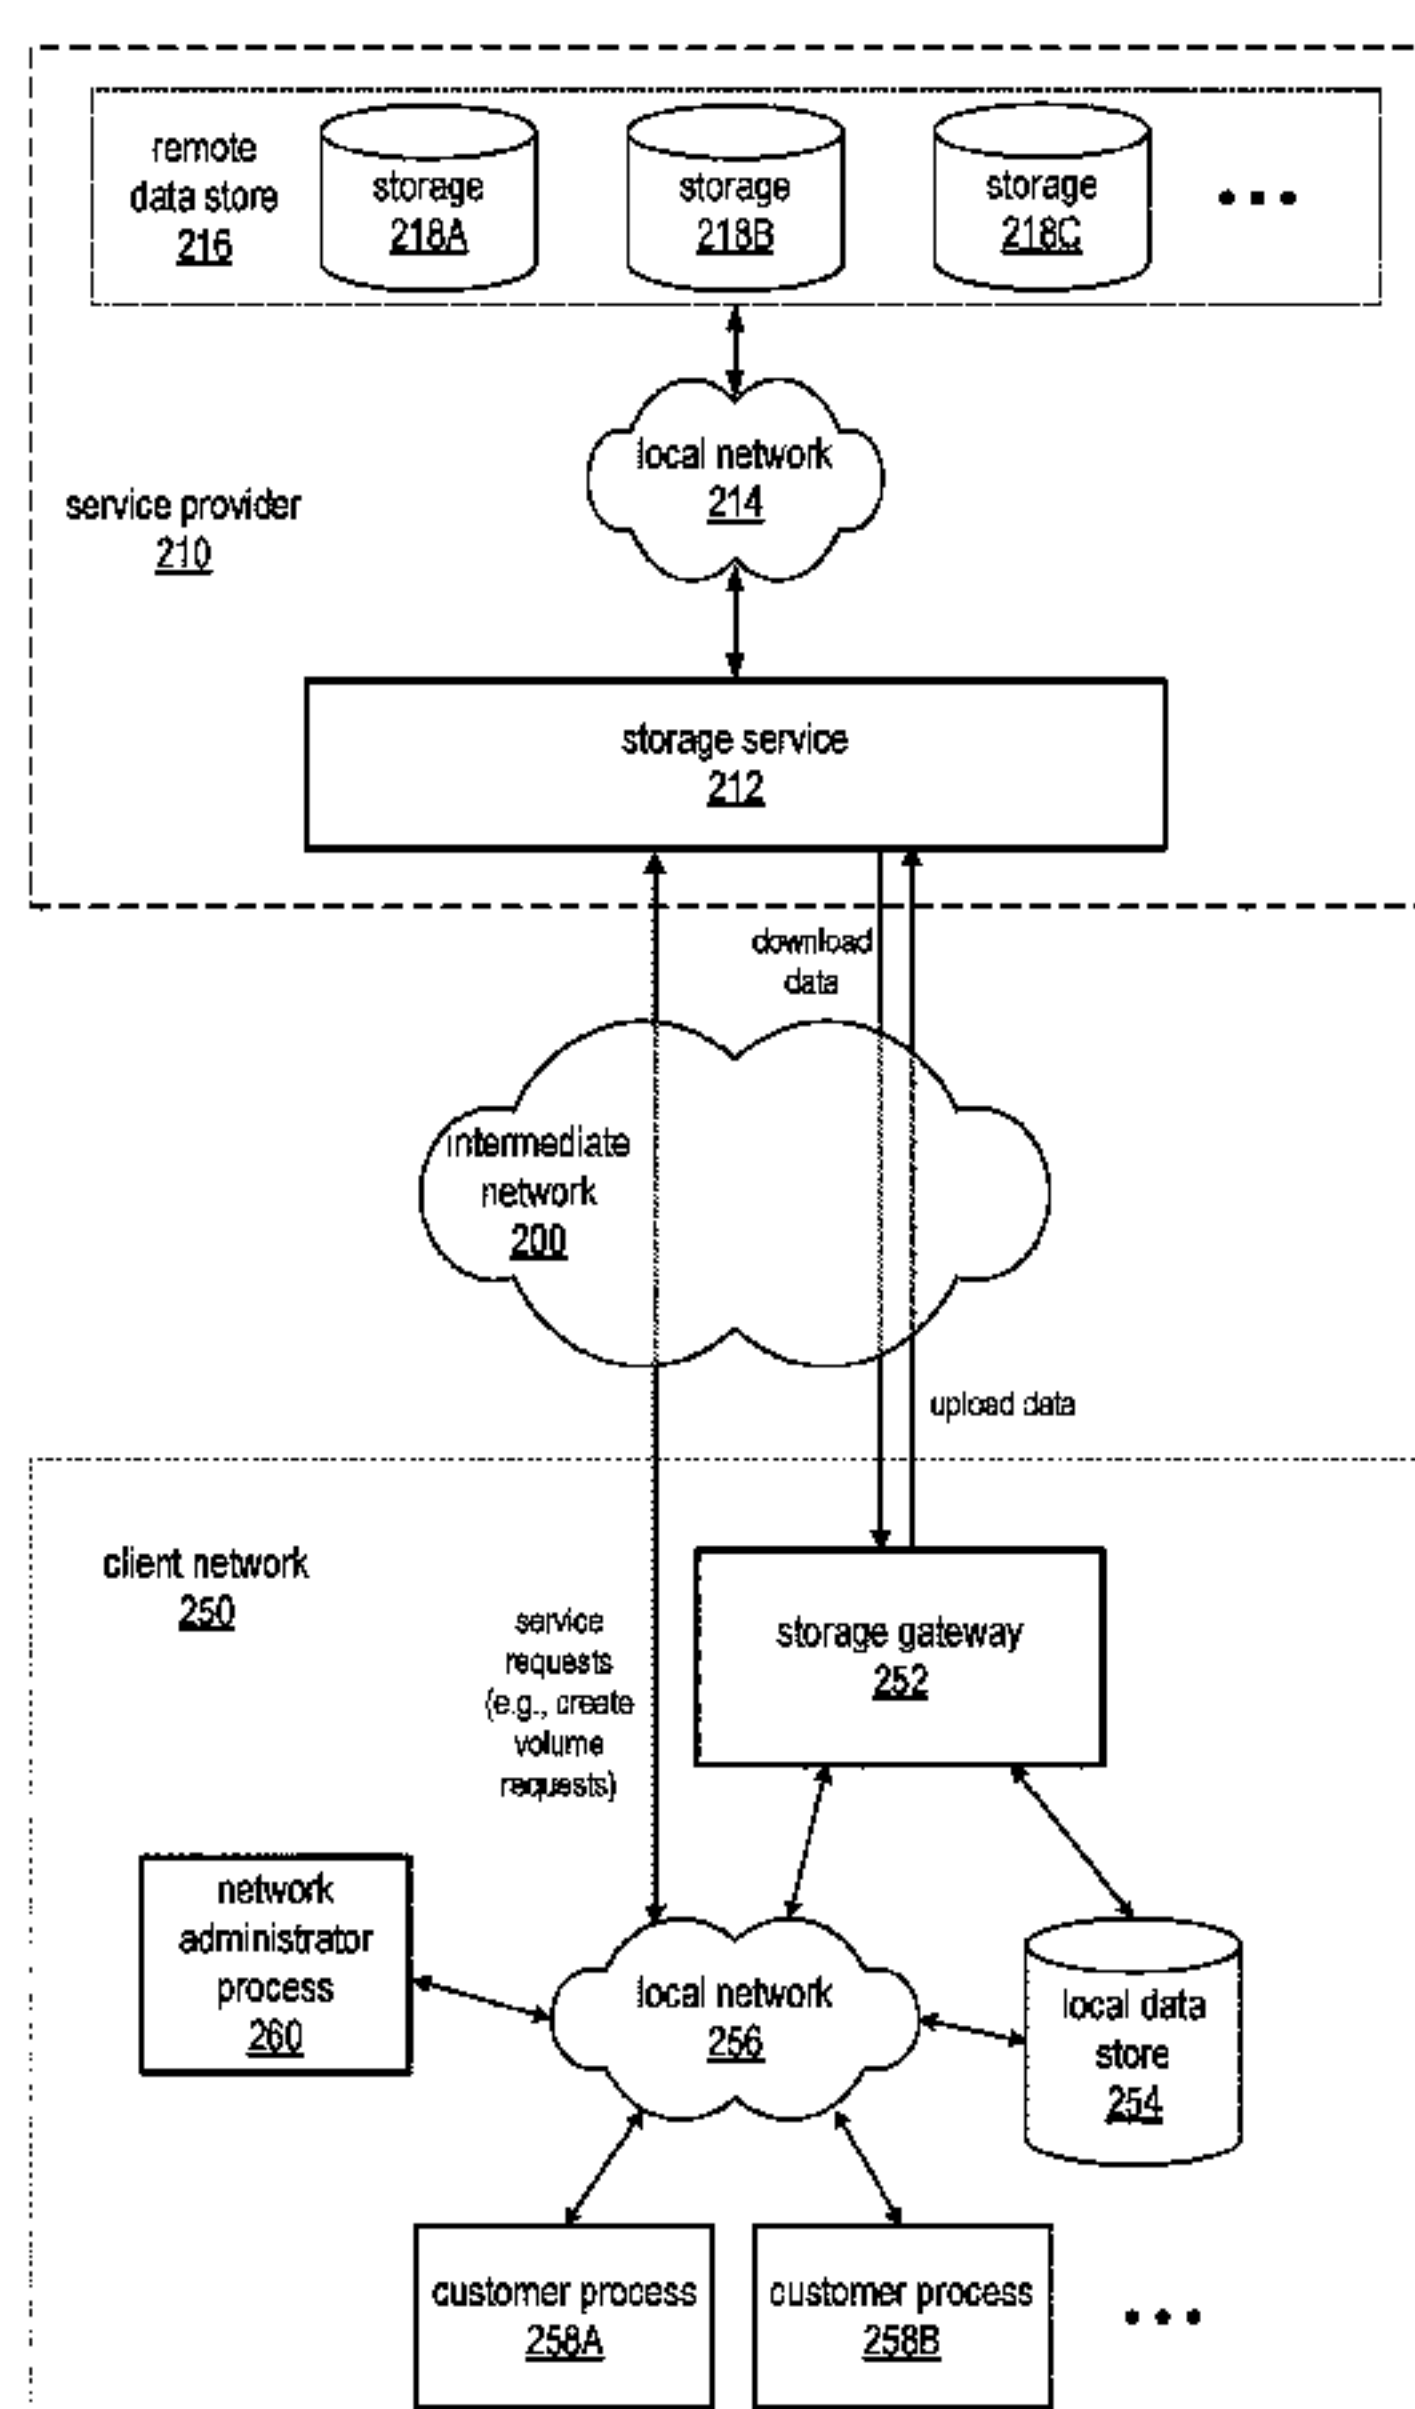 remote
data store
216
storage
218A
storage
218B
storage
218C
local network
214
service provider
210
storage service
212
download
data
intermediate
network
200
upload data
client network
250
service
requests
(e.g., create
volume
requests)
storage gateway
252
network
administrator
process
260
local network
256
local data
store
254
customer process
258A
customer process
258B